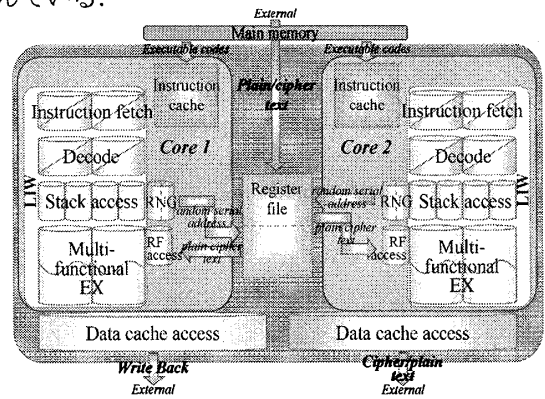 External
Main memory
Executable codes
Executable codes
Plain/cipher
text
Instruction
cache
Instruction fetch
Decode
Core 1
LIW
Stack access
RNG
Multi-
functional
EX
RF
access
random serial
address
plain cipher
text
Register
file
Instruction
cache
Instruction fetch
Decode
Core 2
LIW
Stack access
RNG
Multi-
functional
EX
RF
access
random serial
address
plain cipher
text
Data cache access
Data cache access
Write Back
External
Cipher/plain
text
External